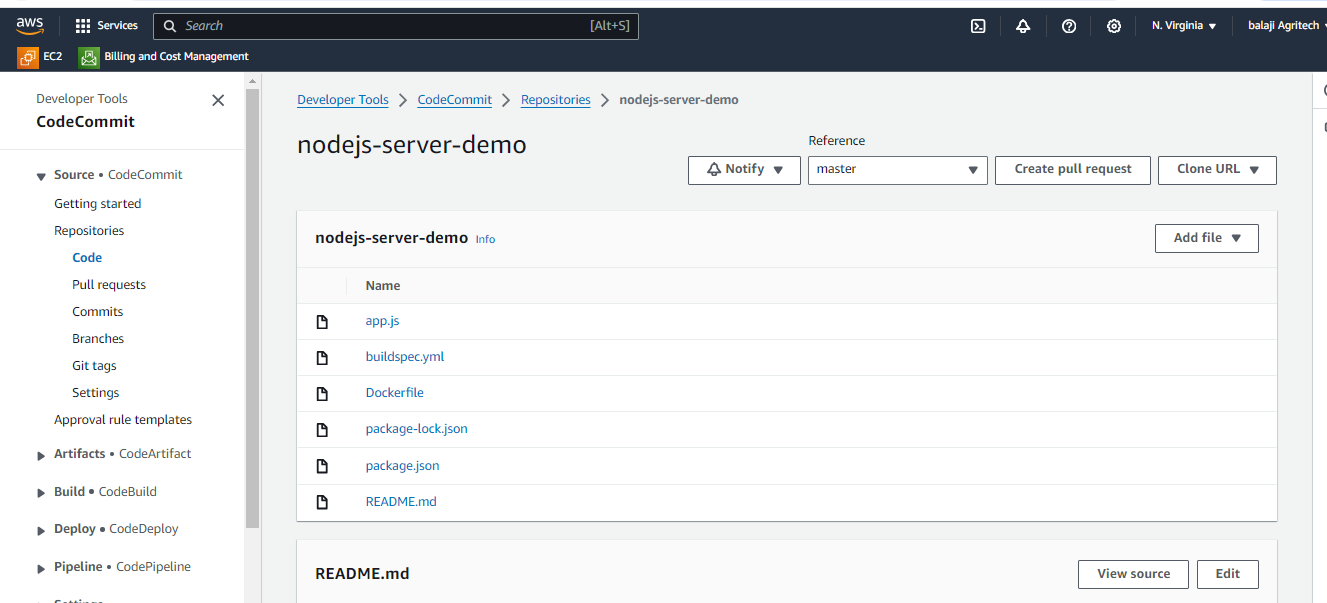 aws
Services
Search [Alt+S]
N. Virginia
balaji Agritech
EC2
Billing and Cost Management
Developer Tools
CodeCommit
Source • CodeCommit
Getting started
Repositories
Code
Pull requests
Commits
Branches
Git tags
Settings
Approval rule templates
Artifacts • CodeArtifact
Build • CodeBuild
Deploy • CodeDeploy
Pipeline • CodePipeline
Settings
Developer Tools > CodeCommit > Repositories > nodejs-server-demo
nodejs-server-demo
Notify
Reference
master
Create pull request
Clone URL
nodejs-server-demo Info
Add file
Name
app.js
buildspec.yml
Dockerfile
package-lock.json
package.json
README.md
README.md
View source
Edit